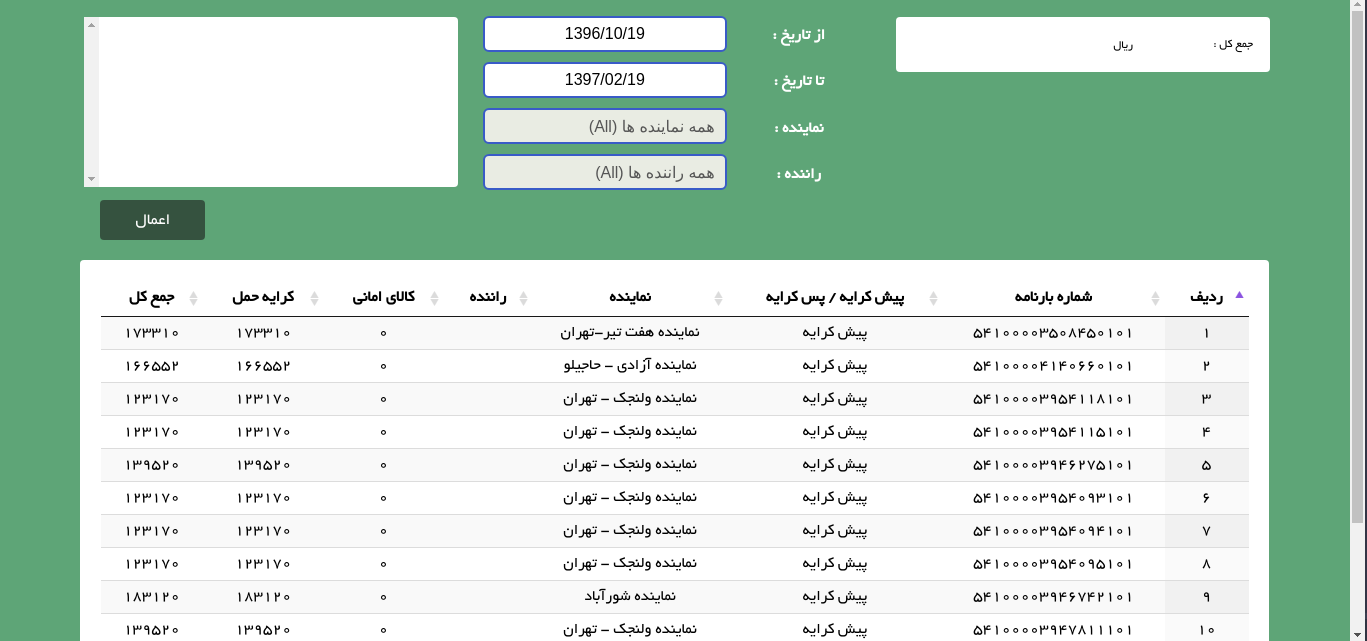 جمع کل : ریال
از تاریخ : 1396/10/19
تا تاریخ : 1397/02/19
نماینده : همه نماینده ها (All)
راننده : همه راننده ها (All)
اعمال
ردیف شماره بارنامه پیش کرایه / پس کرایه نماینده راننده کالای امانی کرایه حمل جمع کل
۱ ۵۴۱۰۰۰۰۳۵۰۸۴۵۰۱۰۱ پیش کرایه نماینده هفت تیر-تهران ۰ ۱۷۳۳۱۰ ۱۷۳۳۱۰
۲ ۵۴۱۰۰۰۰۴۱۴۰۶۶۰۱۰۱ پیش کرایه نماینده آزادی - حاجیلو ۰ ۱۶۶۵۵۲ ۱۶۶۵۵۲
۳ ۵۴۱۰۰۰۰۳۹۵۴۱۱۸۱۰۱ پیش کرایه نماینده ولنجک - تهران ۰ ۱۲۳۱۷۰ ۱۲۳۱۷۰
۴ ۵۴۱۰۰۰۰۳۹۵۴۱۱۵۱۰۱ پیش کرایه نماینده ولنجک - تهران ۰ ۱۲۳۱۷۰ ۱۲۳۱۷۰
۵ ۵۴۱۰۰۰۰۳۹۴۶۲۷۵۱۰۱ پیش کرایه نماینده ولنجک - تهران ۰ ۱۳۹۵۲۰ ۱۳۹۵۲۰
۶ ۵۴۱۰۰۰۰۳۹۵۴۰۹۳۱۰۱ پیش کرایه نماینده ولنجک - تهران ۰ ۱۲۳۱۷۰ ۱۲۳۱۷۰
۷ ۵۴۱۰۰۰۰۳۹۵۴۰۹۴۱۰۱ پیش کرایه نماینده ولنجک - تهران ۰ ۱۲۳۱۷۰ ۱۲۳۱۷۰
۸ ۵۴۱۰۰۰۰۳۹۵۴۰۹۵۱۰۱ پیش کرایه نماینده ولنجک - تهران ۰ ۱۲۳۱۷۰ ۱۲۳۱۷۰
۹ ۵۴۱۰۰۰۰۳۹۴۶۷۴۲۱۰۱ پیش کرایه نماینده شورآباد ۰ ۱۸۳۱۲۰ ۱۸۳۱۲۰
۱۰ ۵۴۱۰۰۰۰۳۹۴۷۸۱۱۱۰۱ پیش کرایه نماینده ولنجک - تهران ۰ ۱۳۹۵۲۰ ۱۳۹۵۲۰